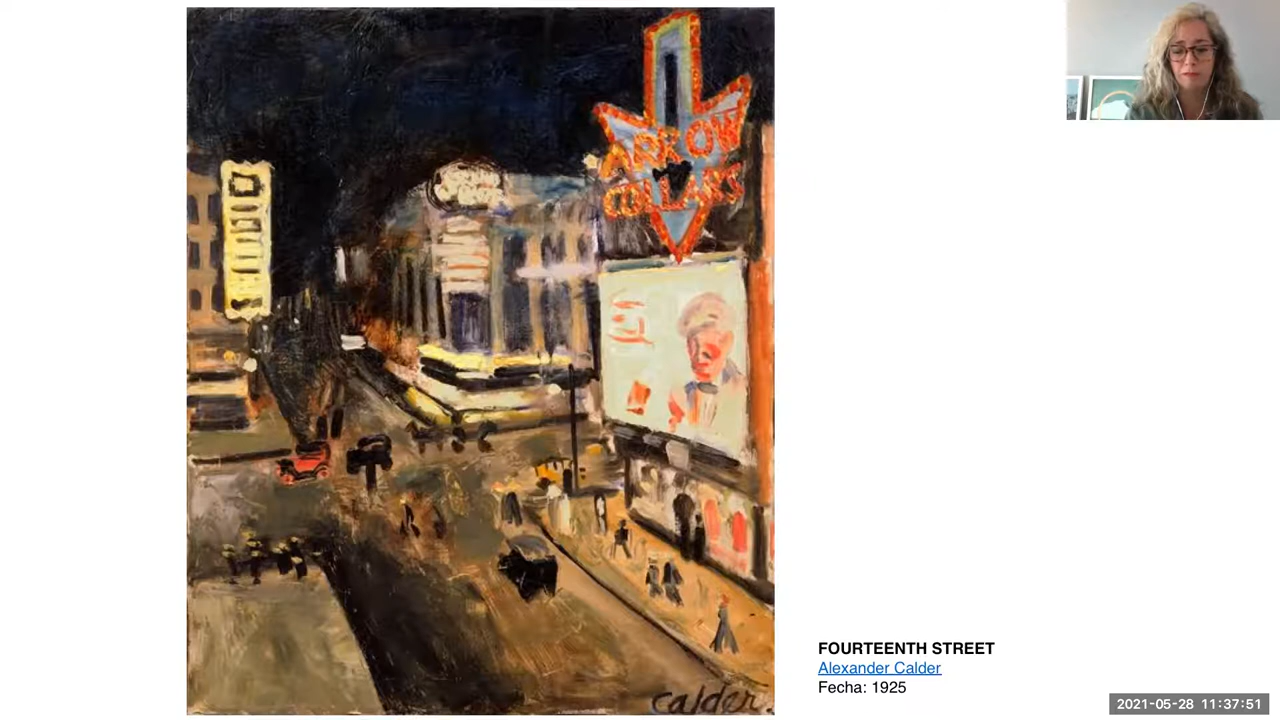 ARROW
COLLARS
Calder
FOURTEENTH STREET
Alexander Calder
Fecha: 1925
2021-05-28 11:37:51